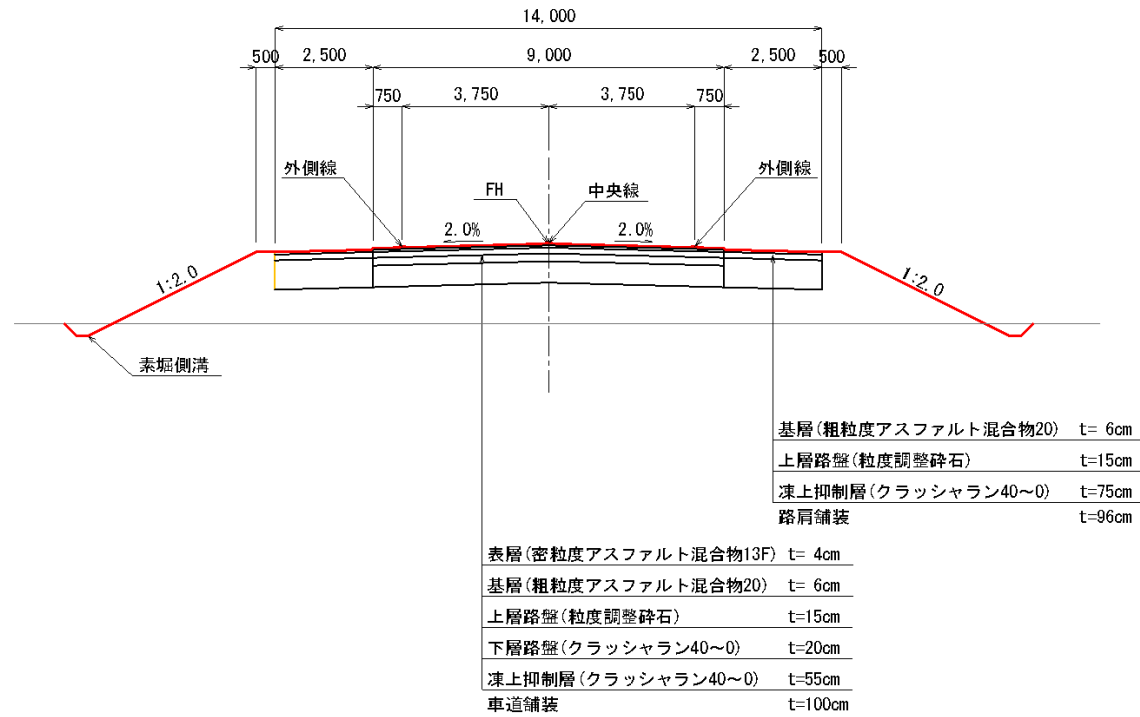 14,000
500 2,500 9,000 2,500 500
750 3,750 3,750 750
外側線 FH 中央線 外側線
2.0% 2.0%
1:2.0 1:2.0
素堀側溝
基層(粗粒度アスファルト混合物20) t= 6cm
上層路盤(粒度調整砕石) t=15cm
凍上抑制層(クラッシャラン40〜0) t=75cm
路肩舗装 t=96cm
表層(密粒度アスファルト混合物13F) t= 4cm
基層(粗粒度アスファルト混合物20) t= 6cm
上層路盤(粒度調整砕石) t=15cm
下層路盤(クラッシャラン40〜0) t=20cm
凍上抑制層(クラッシャラン40〜0) t=55cm
車道舗装 t=100cm